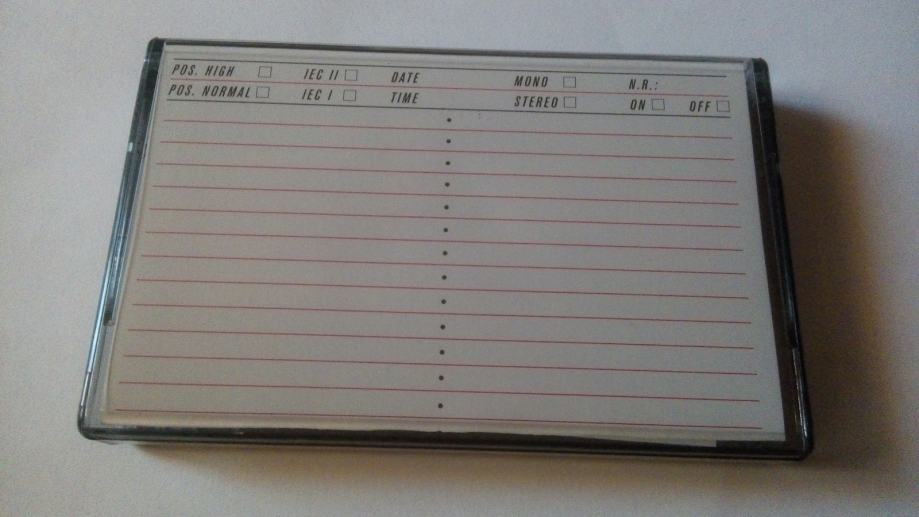 POS. HIGH IEC II DATE MONO N.R.:
POS. NORMAL IEC I TIME STEREO ON OFF